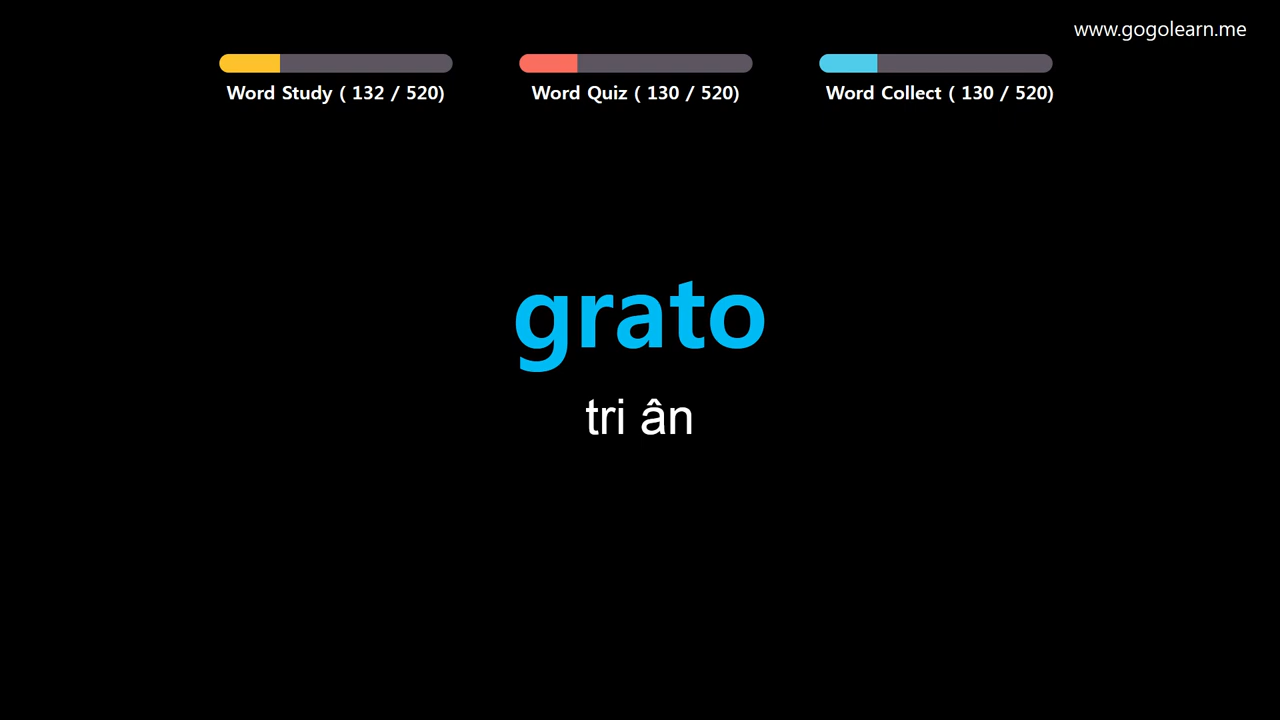 www.gogolearn.me
Word Study ( 132 / 520)
Word Quiz ( 130 / 520)
Word Collect ( 130 / 520)
grato
tri ân